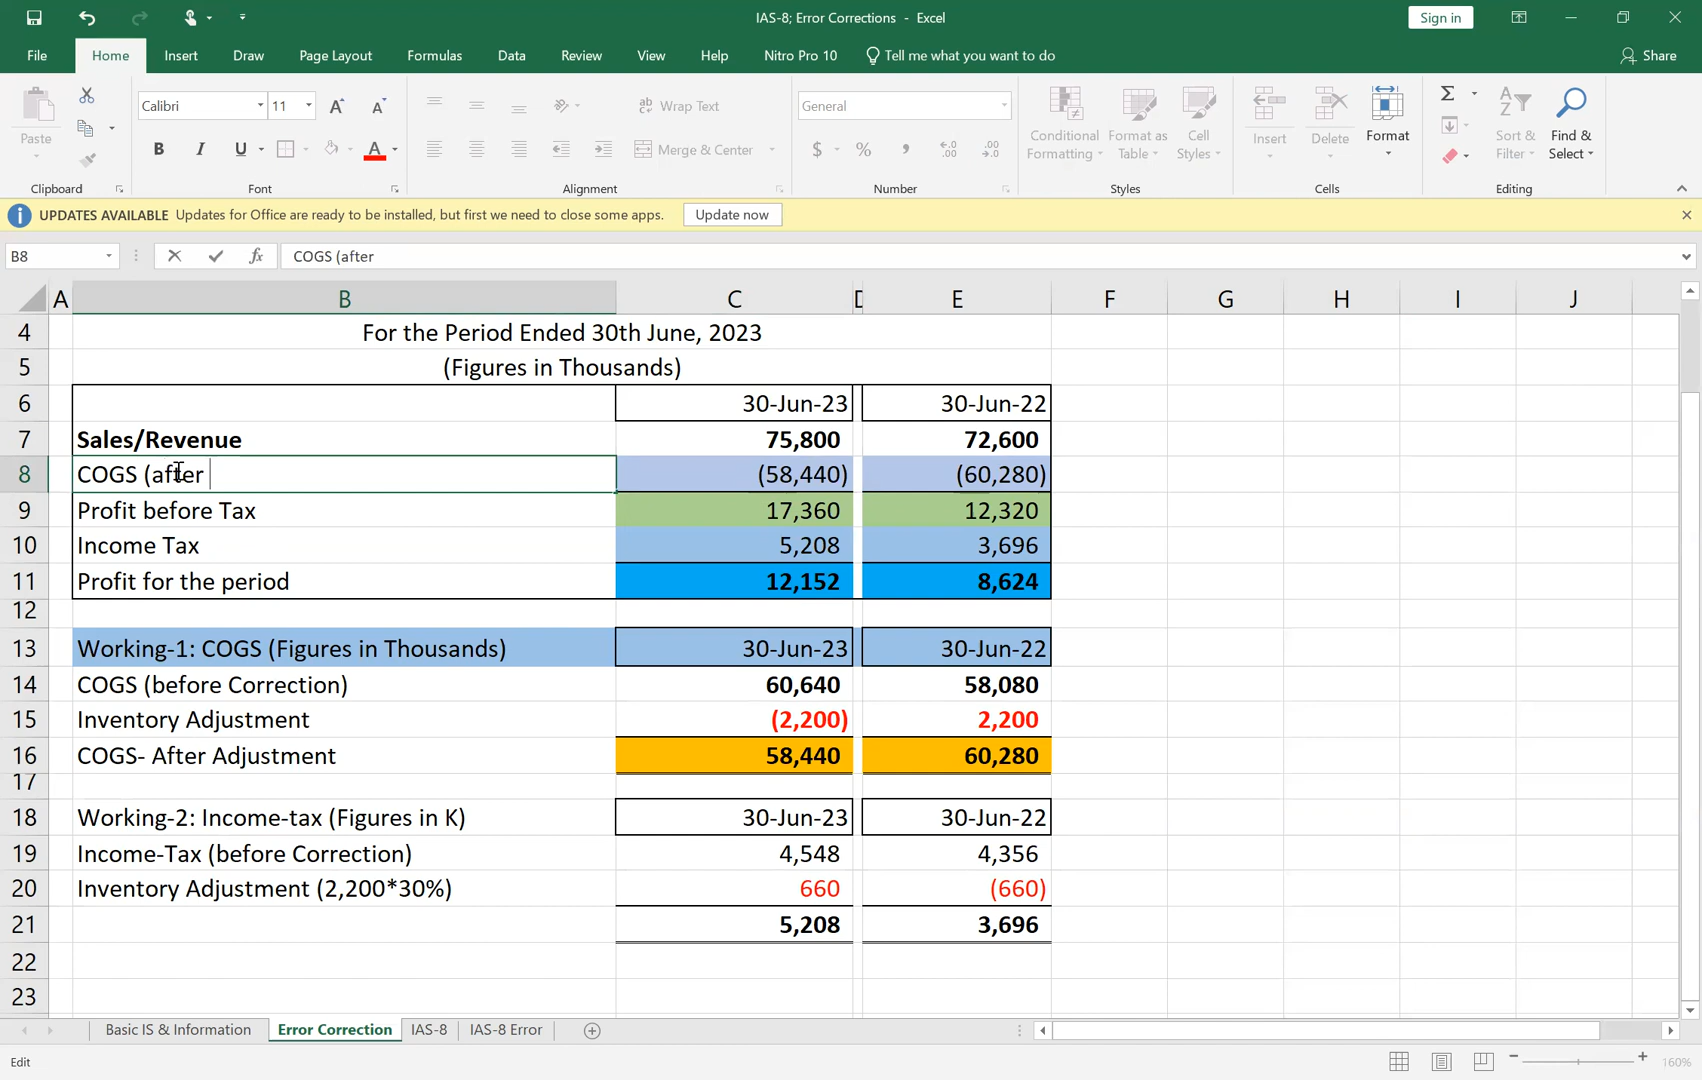 IAS-8; Error Corrections - Excel
Sign in
File Home Insert Draw Page Layout Formulas Data Review View Help Nitro Pro 10 Tell me what you want to do Share
Paste
Calibri 11
Wrap Text
General
Merge & Center
Conditional Formatting
Format as Table
Cell Styles
Insert
Delete
Format
Sort & Filter
Find & Select
Clipboard Font Alignment Number Styles Cells Editing
UPDATES AVAILABLE Updates for Office are ready to be installed, but first we need to close some apps. Update now
B8 fx COGS (after
A B C D E F G H I J
4 For the Period Ended 30th June, 2023
5 (Figures in Thousands)
6 30-Jun-23 30-Jun-22
7 Sales/Revenue 75,800 72,600
8 COGS (after (58,440) (60,280)
9 Profit before Tax 17,360 12,320
10 Income Tax 5,208 3,696
11 Profit for the period 12,152 8,624
12
13 Working-1: COGS (Figures in Thousands) 30-Jun-23 30-Jun-22
14 COGS (before Correction) 60,640 58,080
15 Inventory Adjustment (2,200) 2,200
16 COGS- After Adjustment 58,440 60,280
17
18 Working-2: Income-tax (Figures in K) 30-Jun-23 30-Jun-22
19 Income-Tax (before Correction) 4,548 4,356
20 Inventory Adjustment (2,200*30%) 660 (660)
21 5,208 3,696
22
23
Basic IS & Information Error Correction IAS-8 IAS-8 Error
Edit 160%